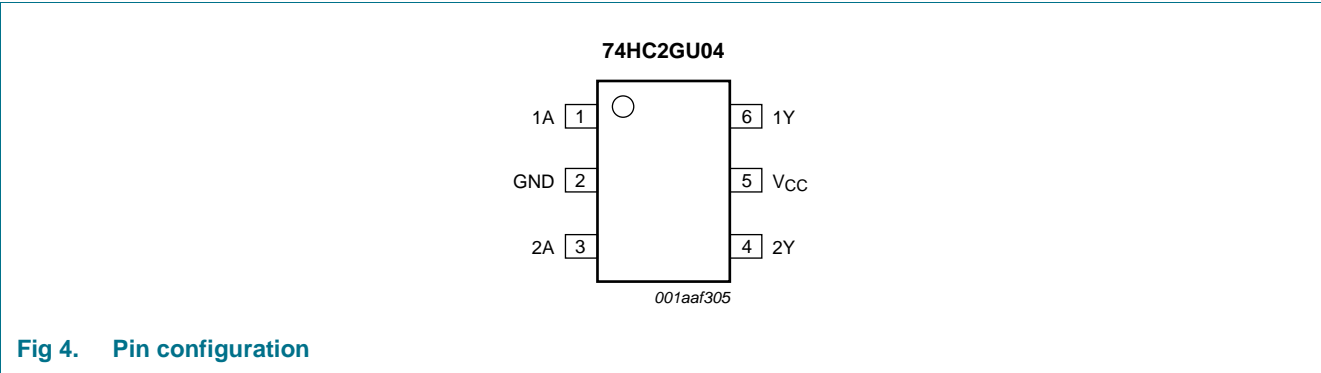 74HC2GU04
1A 1 6 1Y
GND 2 5 VCC
2A 3 4 2Y
001aaf305
Fig 4. Pin configuration